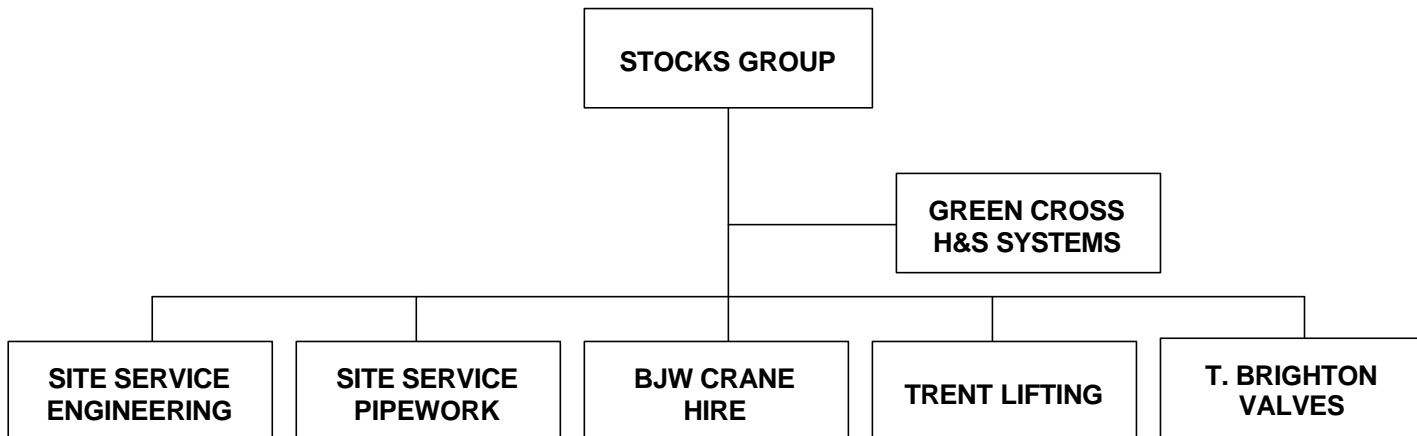 STOCKS GROUP
GREEN CROSS
H&S SYSTEMS
SITE SERVICE
ENGINEERING
SITE SERVICE
PIPEWORK
BJW CRANE
HIRE
TRENT LIFTING
T. BRIGHTON
VALVES